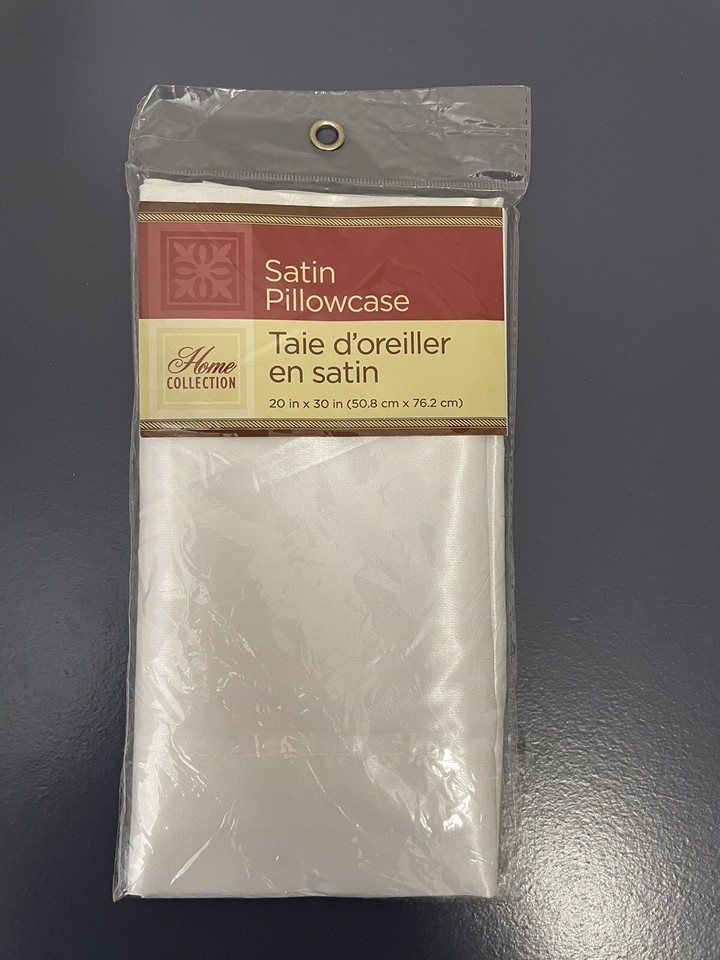 Satin
Pillowcase
Home
COLLECTION
Taie d'oreiller
en satin
20 in x 30 in (50.8 cm x 76.2 cm)